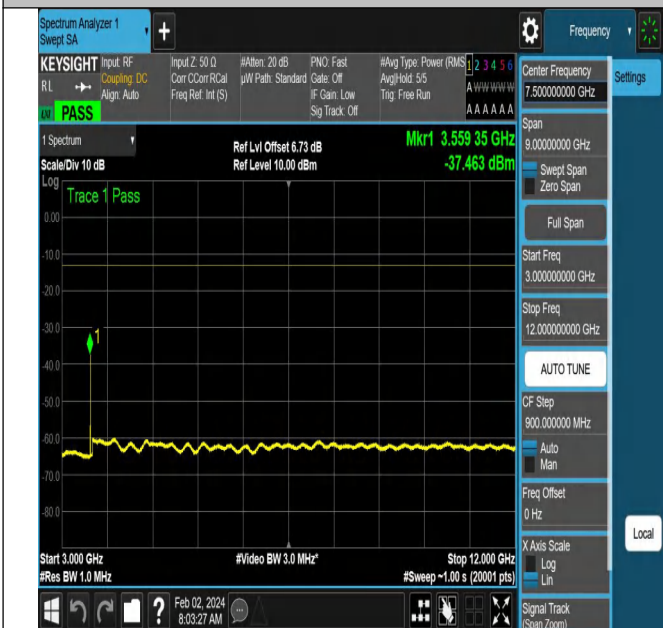 Spectrum Analyzer 1
Swept SA
Frequency
KEYSIGHT
RL
PASS
Input: RF
Coupling: DC
Align: Auto
Input Z: 50 Ω
Corr CCorr RCal
Freq Ref: Int (S)
#Atten: 20 dB
µW Path: Standard
PNO: Fast
Gate: Off
IF Gain: Low
Sig Track: Off
#Avg Type: Power (RMS
Avg|Hold: 5/5
Trig: Free Run
1 2 3 4 5 6
A W W W W W
A A A A A A
1 Spectrum
Scale/Div 10 dB
Log
Ref Lvl Offset 6.73 dB
Ref Level 10.00 dBm
Mkr1 3.559 35 GHz
-37.463 dBm
Trace 1 Pass
0.00
-10.0
-20.0
-30.0
-40.0
-50.0
-60.0
-70.0
-80.0
1
Start 3.000 GHz
#Res BW 1.0 MHz
#Video BW 3.0 MHz*
Stop 12.000 GHz
#Sweep ~1.00 s (20001 pts)
?
Feb 02, 2024
8:03:27 AM
Center Frequency
7.500000000 GHz
Span
9.00000000 GHz
Swept Span
Zero Span
Full Span
Start Freq
3.000000000 GHz
Stop Freq
12.000000000 GHz
AUTO TUNE
CF Step
900.000000 MHz
Auto
Man
Freq Offset
0 Hz
X Axis Scale
Log
Lin
Signal Track
(Span Zoom)
Settings
Local